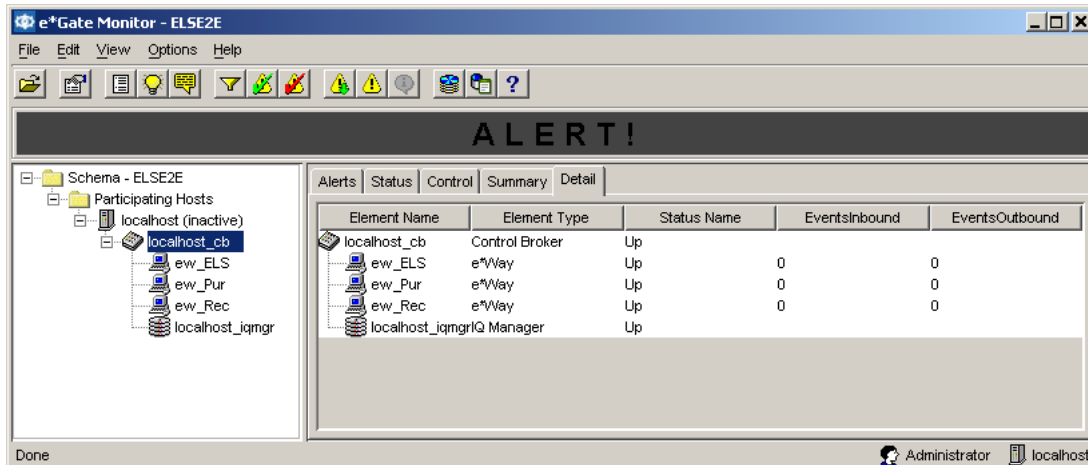 e*Gate Monitor - ELSE2E
File Edit View Options Help
ALERT!
Schema - ELSE2E
Participating Hosts
localhost (inactive)
localhost_cb
ew_ELS
ew_Pur
ew_Rec
localhost_iqmgr
Alerts Status Control Summary Detail
Element Name Element Type Status Name EventsInbound EventsOutbound
localhost_cb Control Broker Up
ew_ELS e*Way Up 0 0
ew_Pur e*Way Up 0 0
ew_Rec e*Way Up 0 0
localhost_iqmgr IQ Manager Up
Done Administrator localhost